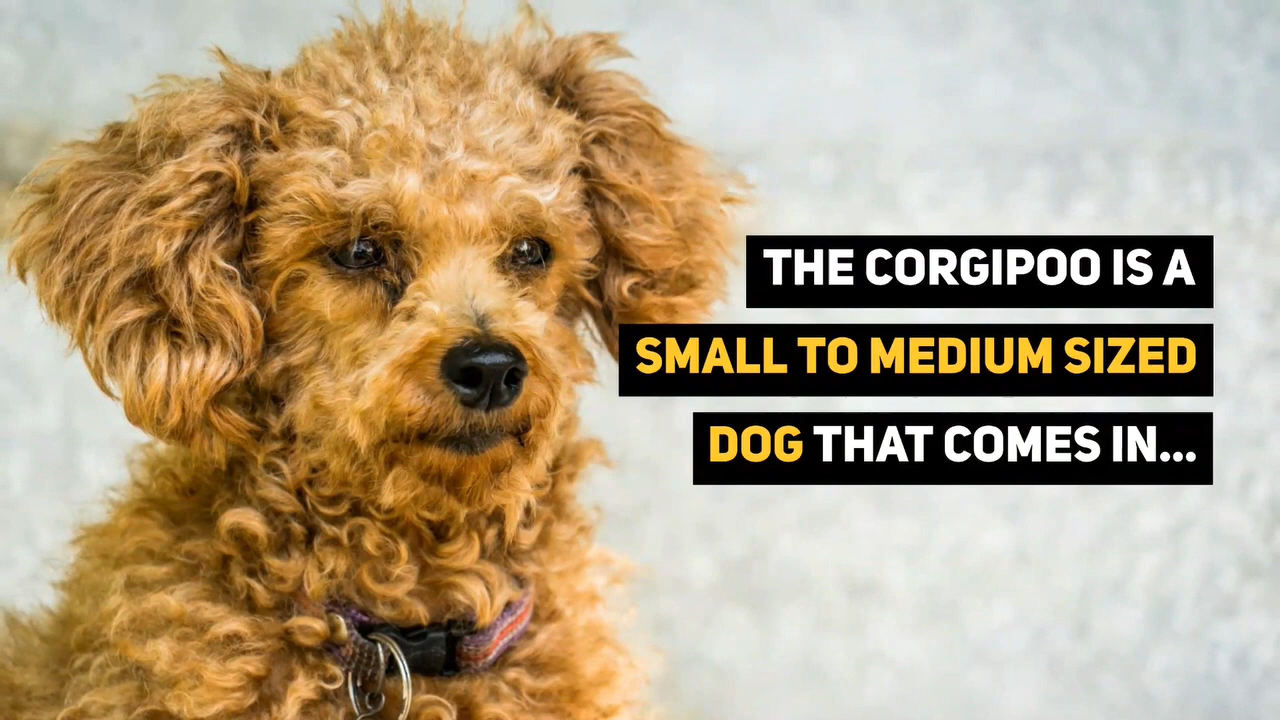 THE CORGIPOO IS A
SMALL TO MEDIUM SIZED
DOG THAT COMES IN...